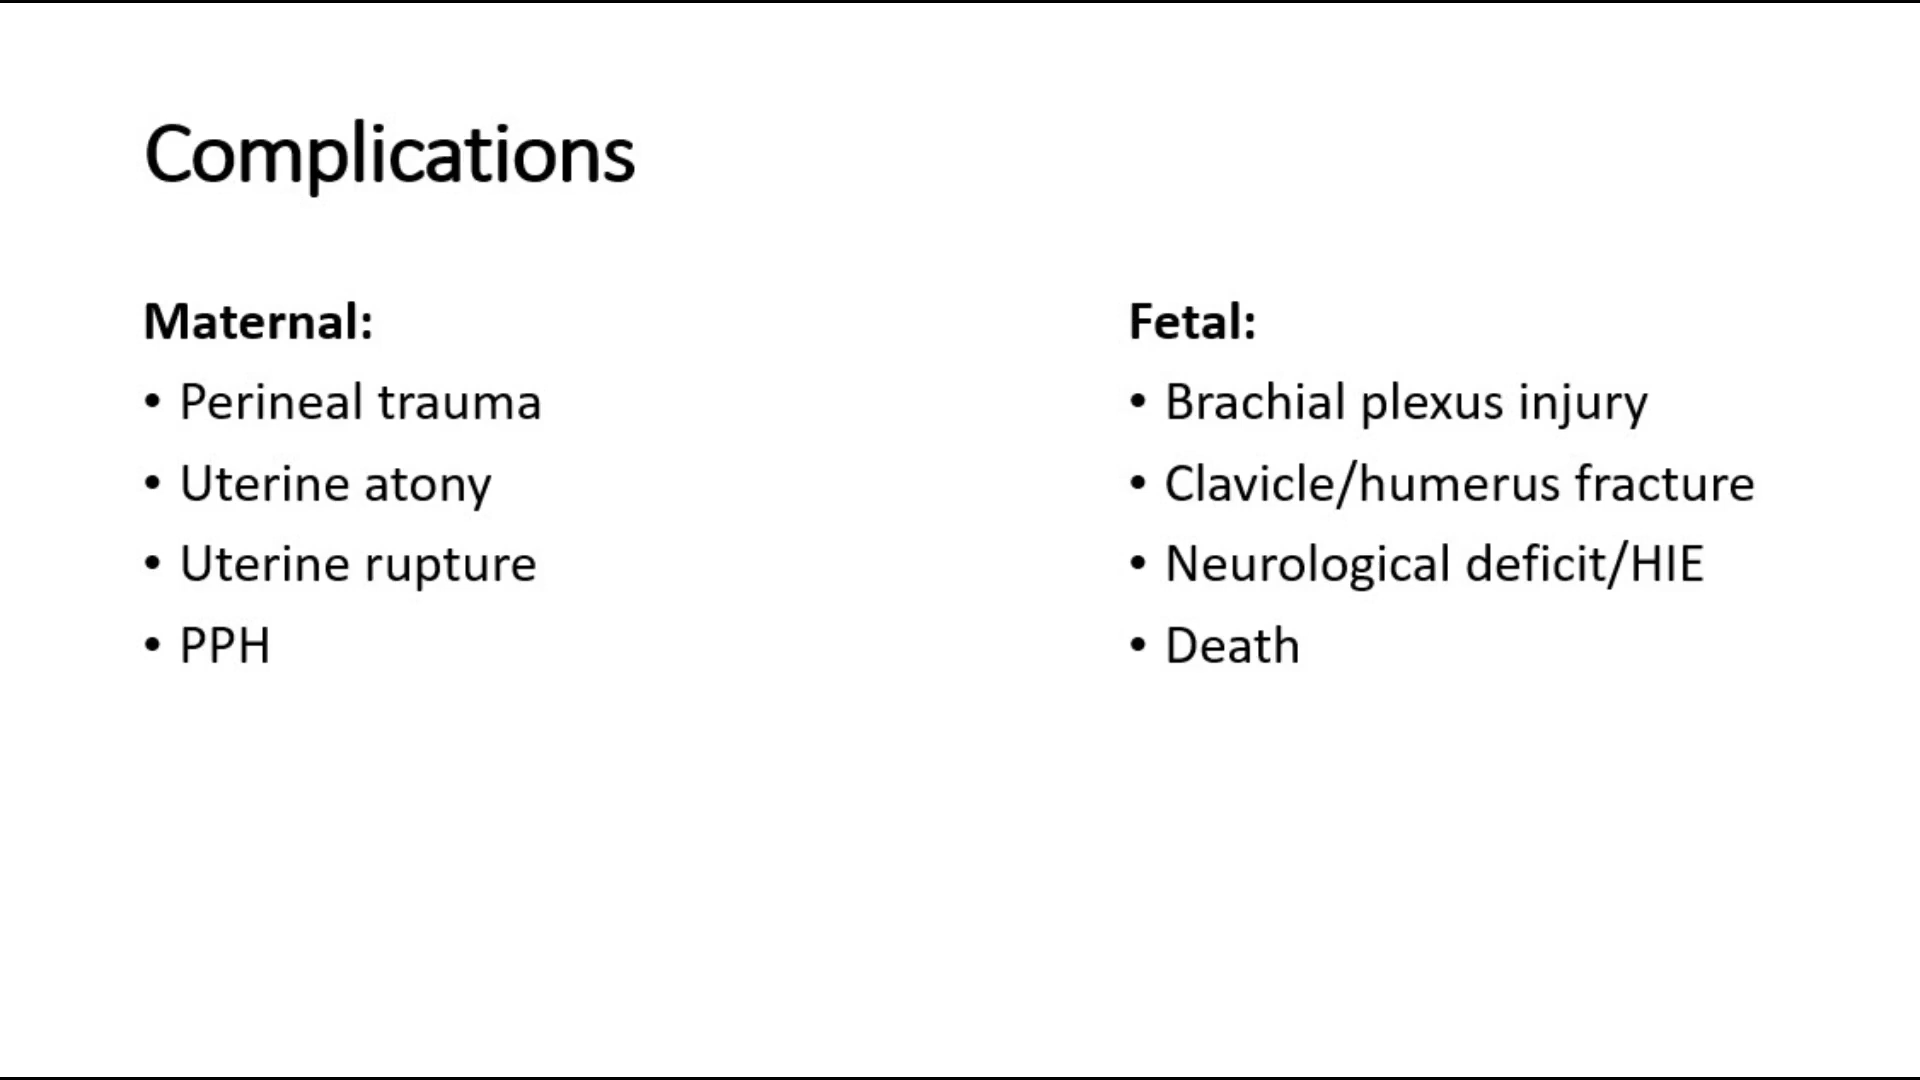 Complications
Maternal:
• Perineal trauma
• Uterine atony
• Uterine rupture
• PPH
Fetal:
• Brachial plexus injury
• Clavicle/humerus fracture
• Neurological deficit/HIE
• Death